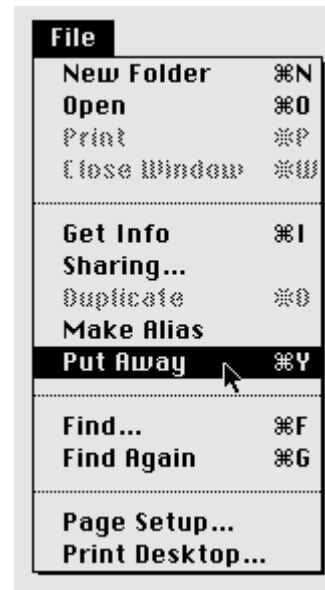 File
New Folder ⌘N
Open ⌘O
Print ⌘P
Close Window ⌘W
Get Info ⌘I
Sharing...
Duplicate ⌘D
Make Alias
Put Away ⌘Y
Find... ⌘F
Find Again ⌘G
Page Setup...
Print Desktop...